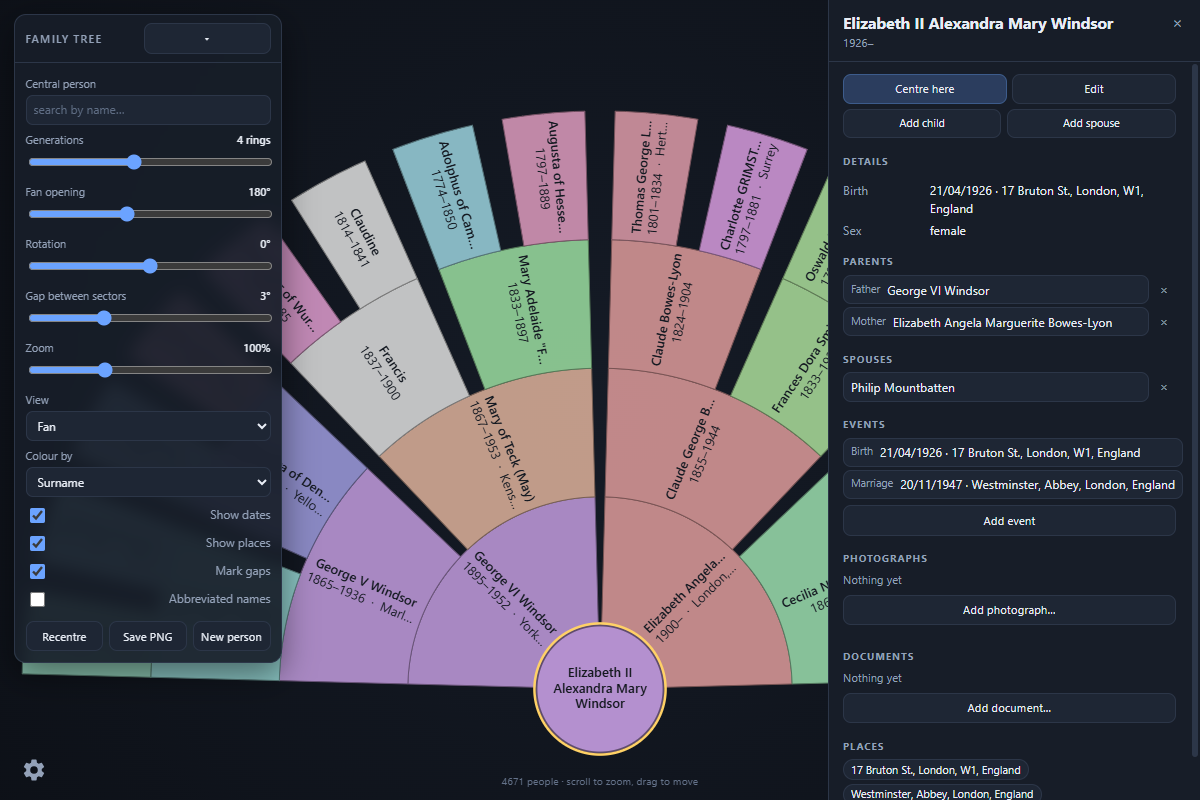 FAMILY TREE
-
Central person
search by name...
Generations 4 rings
Fan opening 180°
Rotation 0°
Gap between sectors 3°
Zoom 100%
View
Fan
Colour by
Surname
Show dates
Show places
Mark gaps
Abbreviated names
Recentre
Save PNG
New person
of Wur...
85
Claudine
1814–1841
Adolphus of Cam...
1774–1850
Augusta of Hesse...
1797–1889
Thomas George L...
1801–1834 · Hert...
Charlotte GRIMST...
1797–1881 · Surrey
Oswald
Francis
1837–1900
Mary Adelaide "F...
1833–1897
Claude Bowes-Lyon
1824–1904
Frances Dora Sm
1833–19
a of Den...
· Yello...
Mary of Teck (May)
1867–1953 · Kens...
Claude George B...
1855–1944
George V Windsor
1865–1936 · Marl...
George VI Windsor
1895–1952 · York...
Elizabeth Angela...
1900– · London,...
Cecilia N
186
Elizabeth II
Alexandra Mary
Windsor
4671 people · scroll to zoom, drag to move
Elizabeth II Alexandra Mary Windsor ×
1926–
Centre here
Edit
Add child
Add spouse
DETAILS
Birth 21/04/1926 · 17 Bruton St., London, W1,
England
Sex female
PARENTS
Father George VI Windsor ×
Mother Elizabeth Angela Marguerite Bowes-Lyon ×
SPOUSES
Philip Mountbatten ×
EVENTS
Birth 21/04/1926 · 17 Bruton St., London, W1, England
Marriage 20/11/1947 · Westminster, Abbey, London, England
Add event
PHOTOGRAPHS
Nothing yet
Add photograph...
DOCUMENTS
Nothing yet
Add document...
PLACES
17 Bruton St., London, W1, England
Westminster, Abbey, London, England